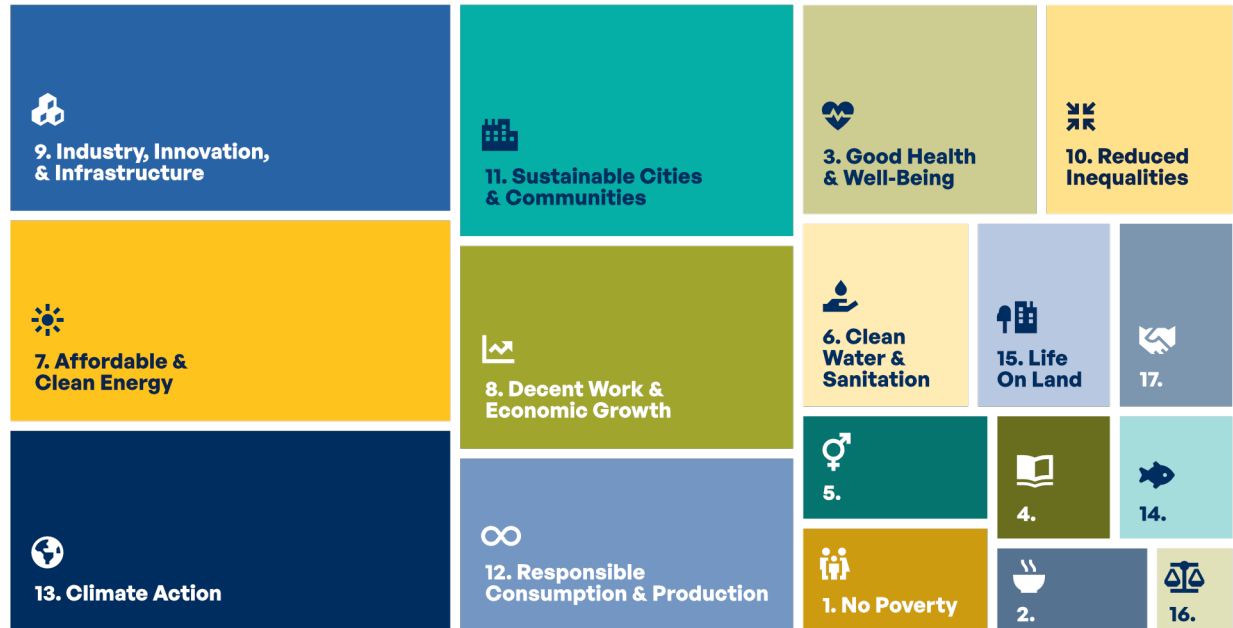 9. Industry, Innovation,
& Infrastructure
7. Affordable &
Clean Energy
13. Climate Action
11. Sustainable Cities
& Communities
8. Decent Work &
Economic Growth
12. Responsible
Consumption & Production
3. Good Health
& Well-Being
10. Reduced
Inequalities
6. Clean
Water &
Sanitation
15. Life
On Land
17.
5.
4.
14.
1. No Poverty
2.
16.